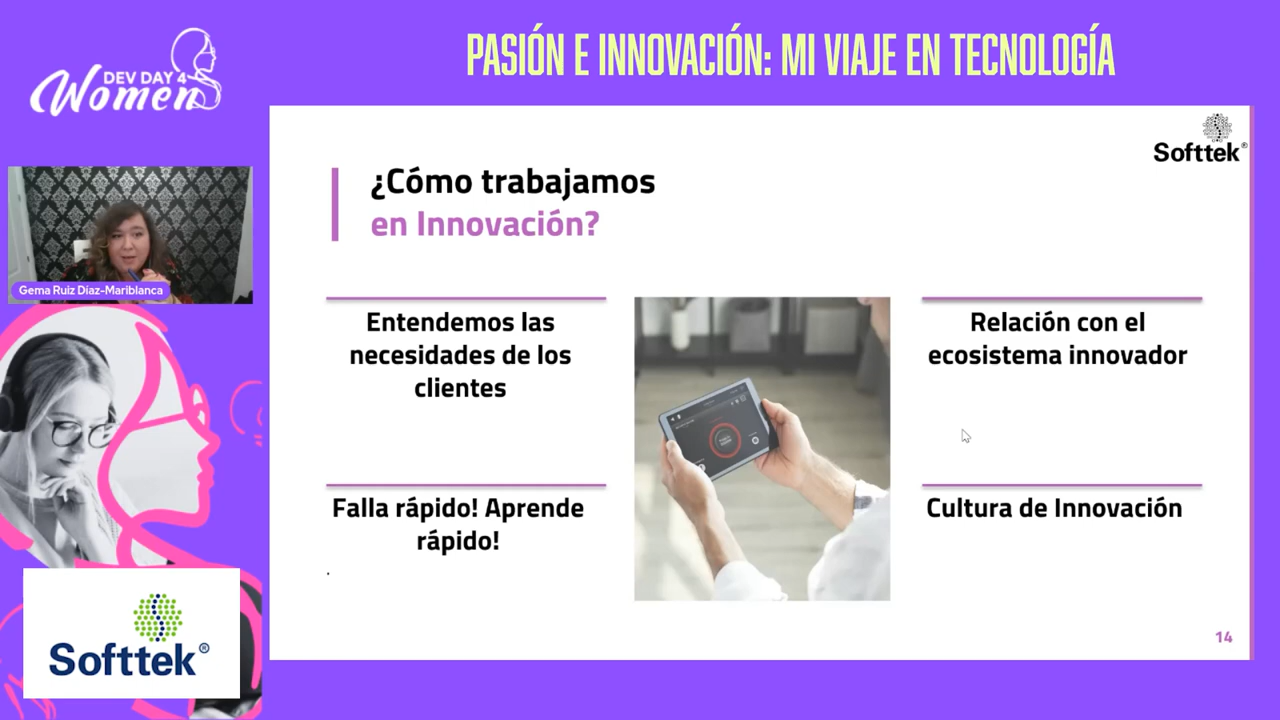 DEV DAY 4
Women
PASIÓN E INNOVACIÓN: MI VIAJE EN TECNOLOGÍA
Softtek®
Gema Ruiz Díaz-Mariblanca
¿Cómo trabajamos
en Innovación?
Entendemos las
necesidades de los
clientes
Relación con el
ecosistema innovador
Falla rápido! Aprende
rápido!
.
Cultura de Innovación
14
Softtek®